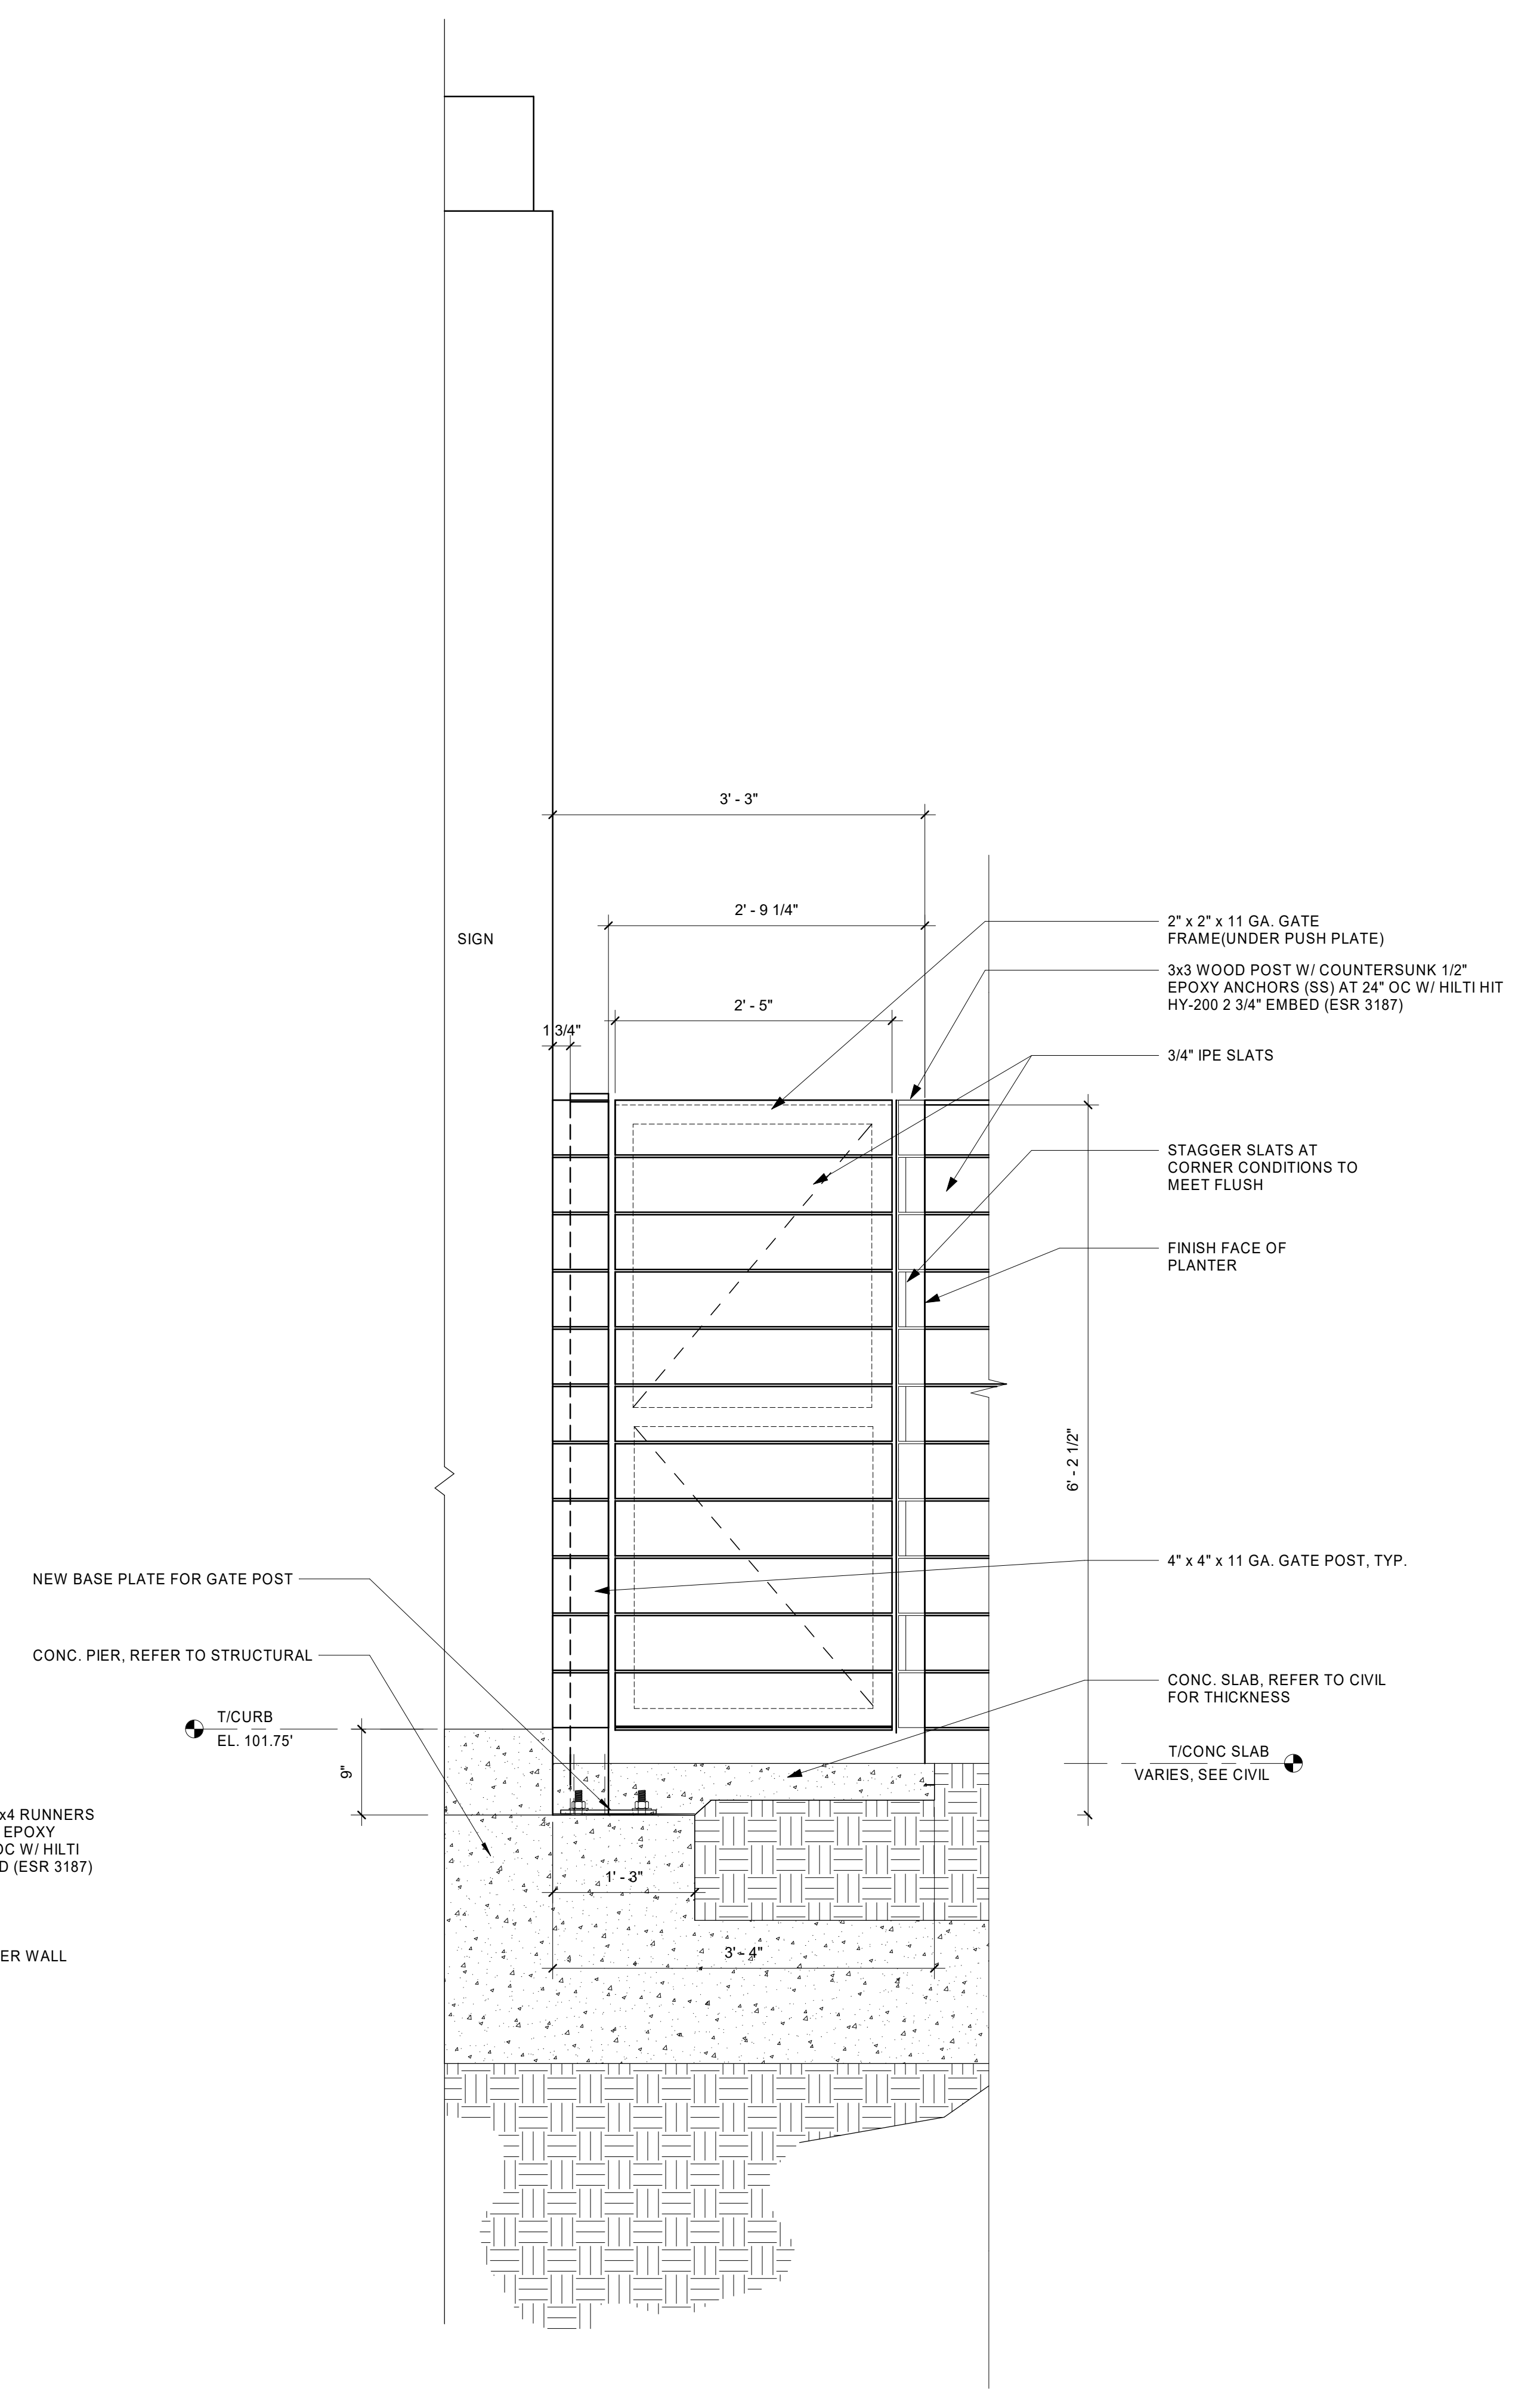 3' - 3"
2' - 9 1/4"
SIGN
2" x 2" x 11 GA. GATE
FRAME(UNDER PUSH PLATE)
3x3 WOOD POST W/ COUNTERSUNK 1/2"
EPOXY ANCHORS (SS) AT 24" OC W/ HILTI HIT
HY-200 2 3/4" EMBED (ESR 3187)
2' - 5"
1 3/4"
3/4" IPE SLATS
STAGGER SLATS AT
CORNER CONDITIONS TO
MEET FLUSH
FINISH FACE OF
PLANTER
6' - 2 1/2"
4" x 4" x 11 GA. GATE POST, TYP.
NEW BASE PLATE FOR GATE POST
CONC. PIER, REFER TO STRUCTURAL
CONC. SLAB, REFER TO CIVIL
FOR THICKNESS
T/CURB
EL. 101.75'
T/CONC SLAB
VARIES, SEE CIVIL
9"
x4 RUNNERS
EPOXY
OC W/ HILTI
D (ESR 3187)
1' - 3"
3' - 4"
ER WALL